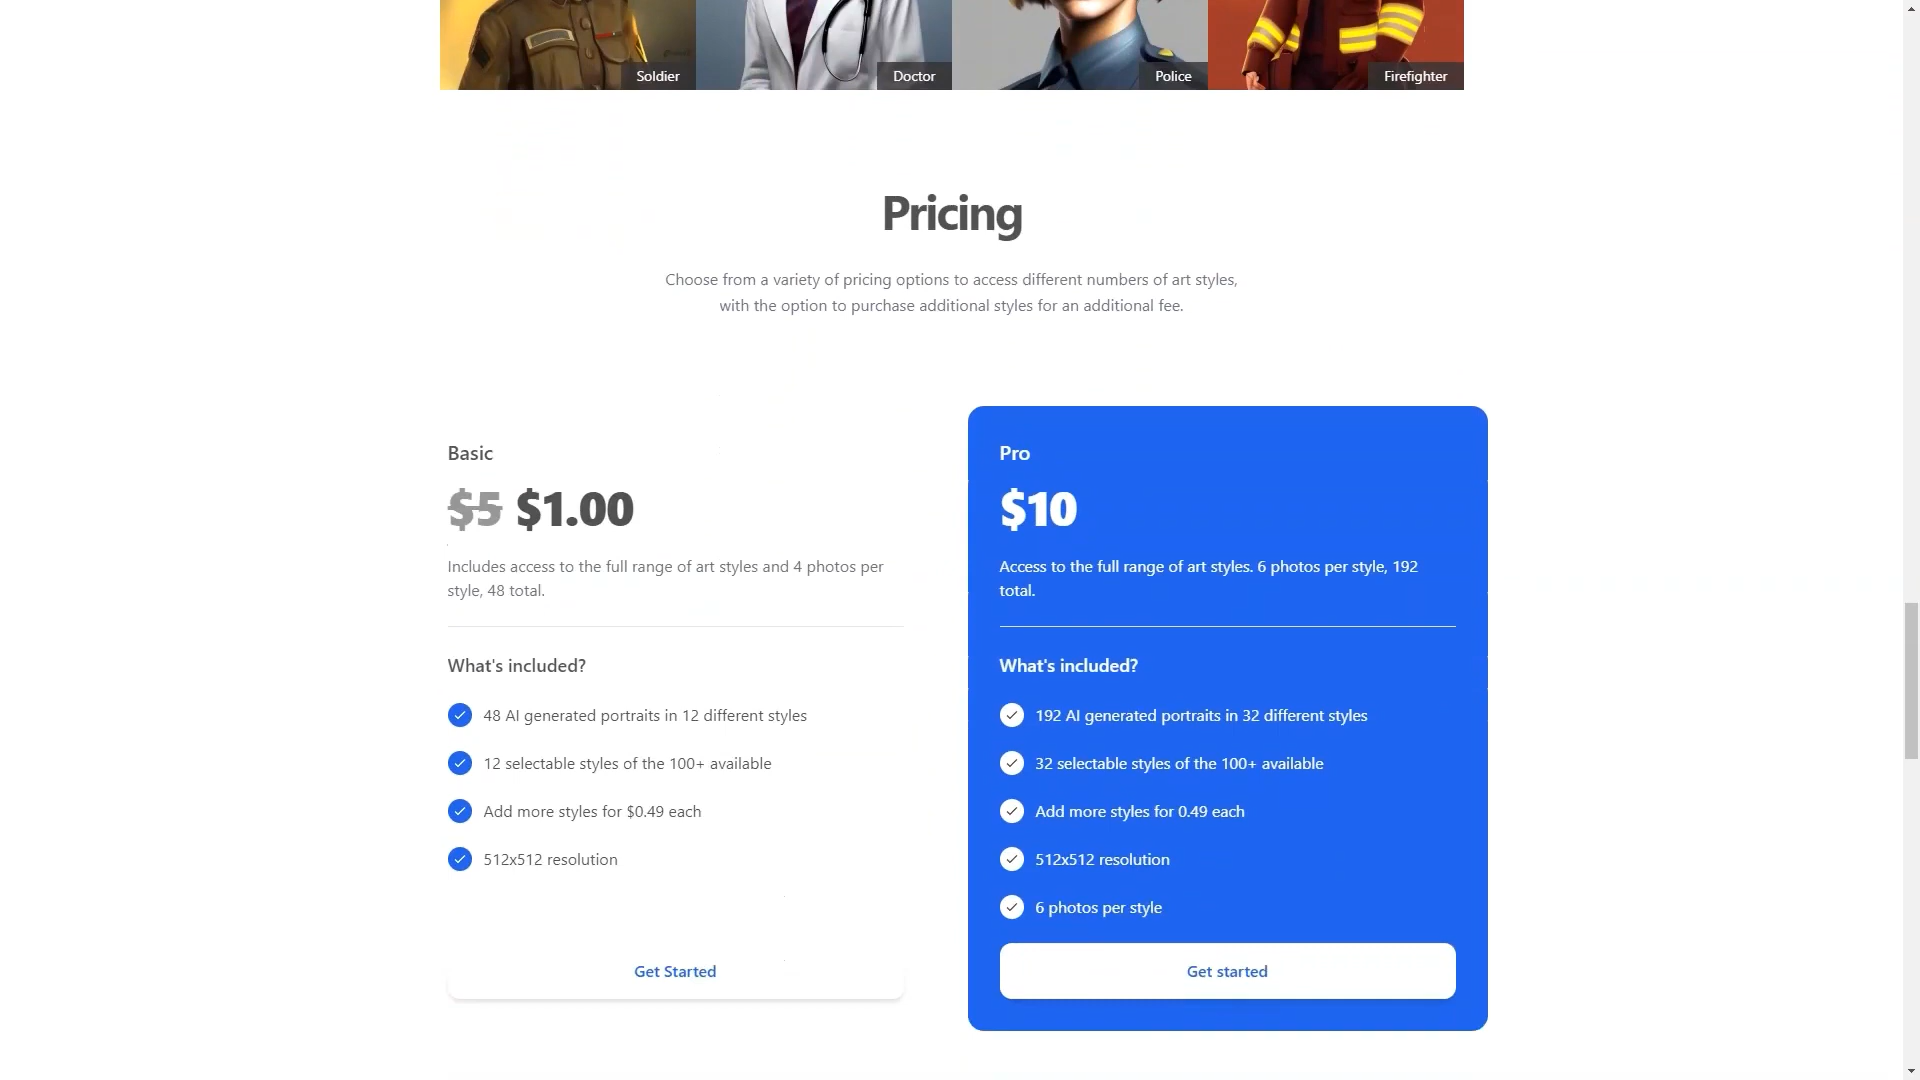 Soldier
Doctor
Police
Firefighter
Pricing
Choose from a variety of pricing options to access different numbers of art styles,
with the option to purchase additional styles for an additional fee.
Basic
$5 $1.00
Includes access to the full range of art styles and 4 photos per
style, 48 total.
What's included?
48 AI generated portraits in 12 different styles
12 selectable styles of the 100+ available
Add more styles for $0.49 each
512x512 resolution
Get Started
Pro
$10
Access to the full range of art styles. 6 photos per style, 192
total.
What's included?
192 AI generated portraits in 32 different styles
32 selectable styles of the 100+ available
Add more styles for 0.49 each
512x512 resolution
6 photos per style
Get started